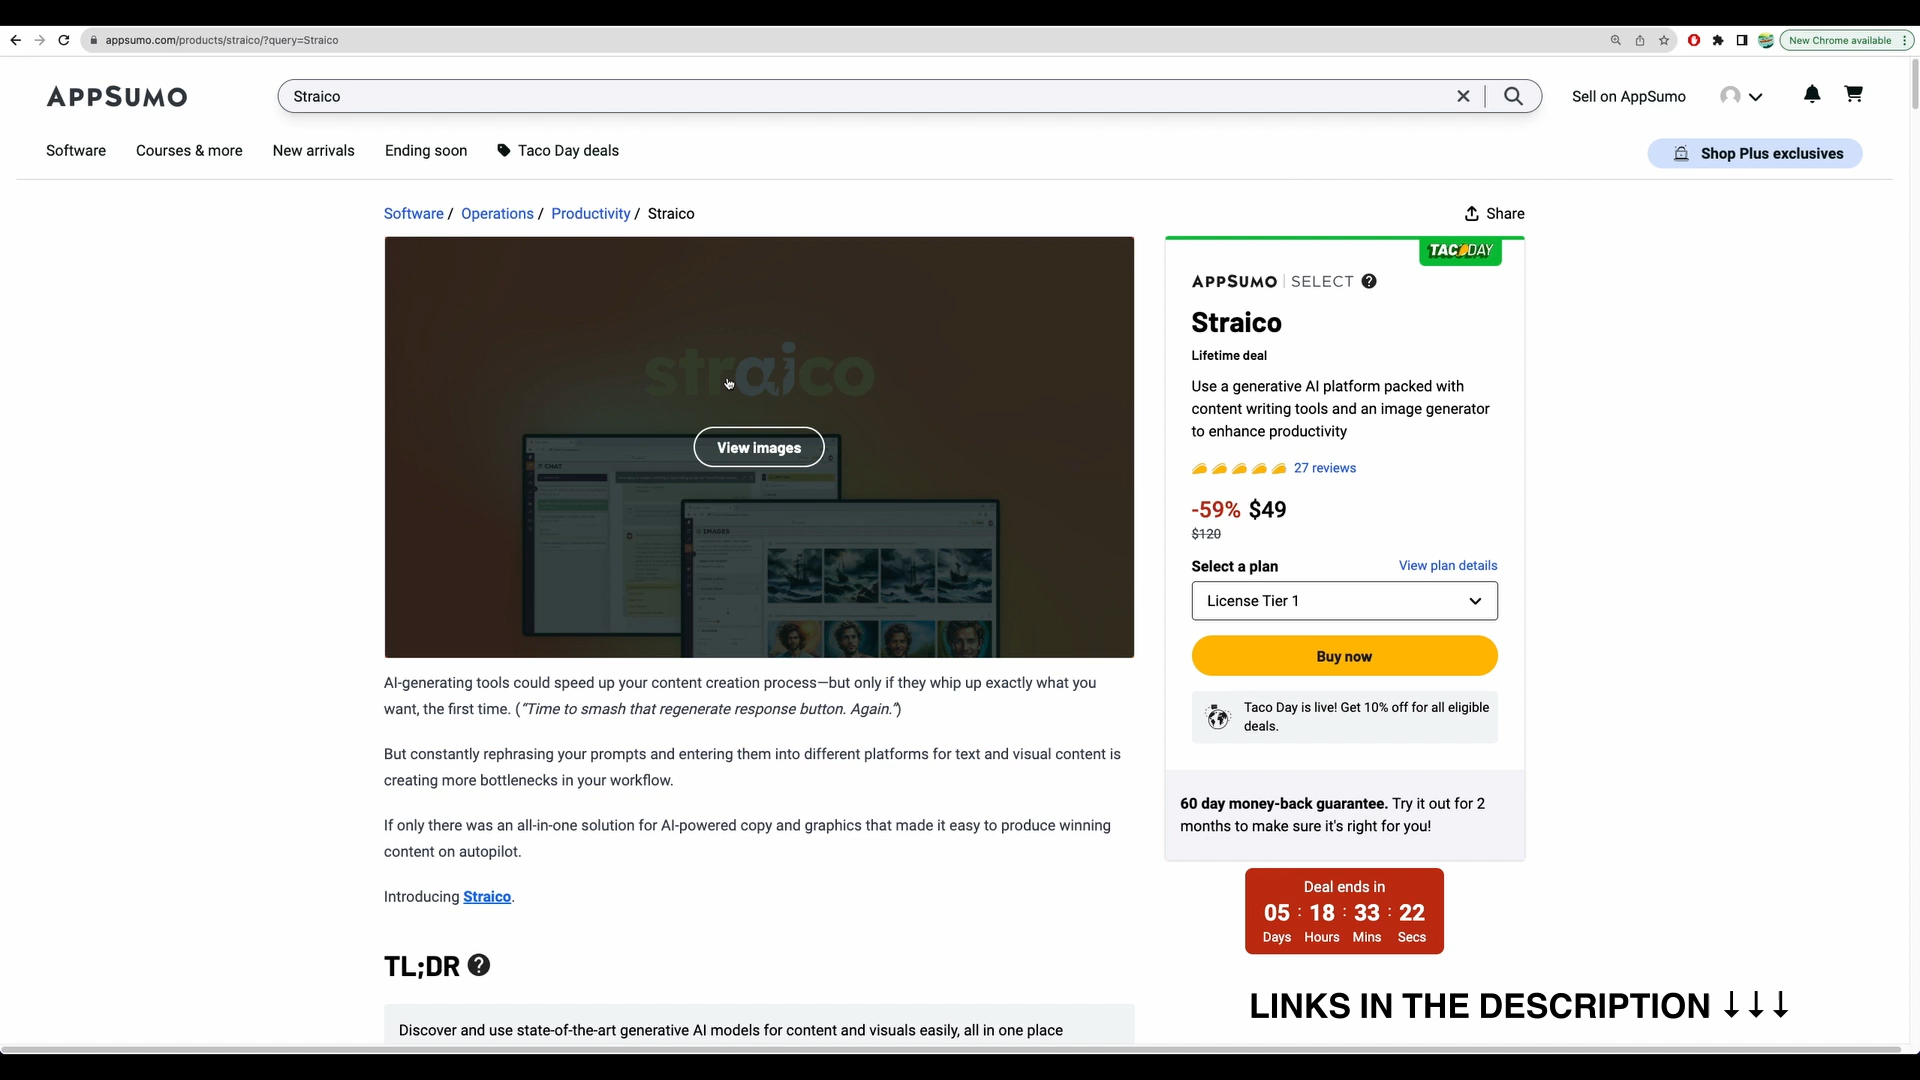 appsumo.com/products/straico/?query=Straico
New Chrome available
APPSUMO
Straico
Sell on AppSumo
Software
Courses & more
New arrivals
Ending soon
Taco Day deals
Shop Plus exclusives
Software / Operations / Productivity / Straico
Share
straico
View images
CHAT
IMAGES
AI-generating tools could speed up your content creation process—but only if they whip up exactly what you
want, the first time. (“Time to smash that regenerate response button. Again.”)
But constantly rephrasing your prompts and entering them into different platforms for text and visual content is
creating more bottlenecks in your workflow.
If only there was an all-in-one solution for AI-powered copy and graphics that made it easy to produce winning
content on autopilot.
Introducing Straico.
TL;DR ?
Discover and use state-of-the-art generative AI models for content and visuals easily, all in one place
TACODAY
APPSUMO | SELECT ?
Straico
Lifetime deal
Use a generative AI platform packed with
content writing tools and an image generator
to enhance productivity
27 reviews
-59% $49
$120
Select a plan
View plan details
License Tier 1
Buy now
Taco Day is live! Get 10% off for all eligible
deals.
60 day money-back guarantee. Try it out for 2
months to make sure it's right for you!
Deal ends in
05 : 18 : 33 : 22
Days Hours Mins Secs
LINKS IN THE DESCRIPTION ↓↓↓